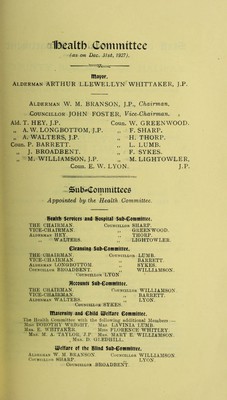 Health Committee
(as on Dec. 31st, 1927).
Mayor.
ALDERMAN ARTHUR LLEWELLYN WHITTAKER, J.P.
ALDERMAN W. M. BRANSON, J.P., Chairman.
COUNCILLOR JOHN FOSTER, Vice-Chairman.
Ald. T. HEY, J.P. Coun. W. GREENWOOD.
„ A. W. LONGBOTTOM, J.P. „ F. SHARP.
„ A. WALTERS, J.P. „ H. THORP.
Coun. P. BARRETT. „ L. LUMB.
„ J. BROADBENT. „ F. SYKES.
„ M. WILLIAMSON, J.P. „ M. LIGHTOWLER,
Coun. E. W. LYON. J.P.
Sub-Committees
Appointed by the Health Committee.
Health Services and Hospital Sub-Committee.
THE CHAIRMAN. COUNCILLOR SHARP.
VICE-CHAIRMAN. „ GREENWOOD.
ALDERMAN HEY. „ THORP.
„ WALTERS. „ LIGHTOWLER.
Cleansing Sub-Committee.
THE CHAIRMAN. COUNCILLOR LUMB.
VICE-CHAIRMAN. „ BARRETT.
ALDERMAN LONGBOTTOM. „ SYKES.
COUNCILLOR BROADBENT. „ WILLIAMSON.
COUNCILLOR LYON
Accounts Sub-Committee.
THE CHAIRMAN. COUNCILLOR WILLIAMSON.
VICE-CHAIRMAN. „ BARRETT.
ALDERMAN WALTERS. „ LYON.
COUNCILLOR SYKES.
Maternity and Child Welfare Committee.
The Health Committee with the following additional Members:—
Miss DOROTHY WRIGHT. Mrs. LAVINIA LUMB.
Mrs. E. WHITAKER. Miss FLORENCE WHITLEY.
Mrs. M. A. TAYLOR, J.P. Mrs. MARY E. WILLIAMSON.
Mrs. D. GLEDHILL.
Welfare of the Blind Sub-Committee.
ALDERMAN W. M. BRANSON. COUNCILLOR WILLIAMSON.
COUNCILLOR SHARP. „ LYON.
COUNCILLOR BROADBENT.